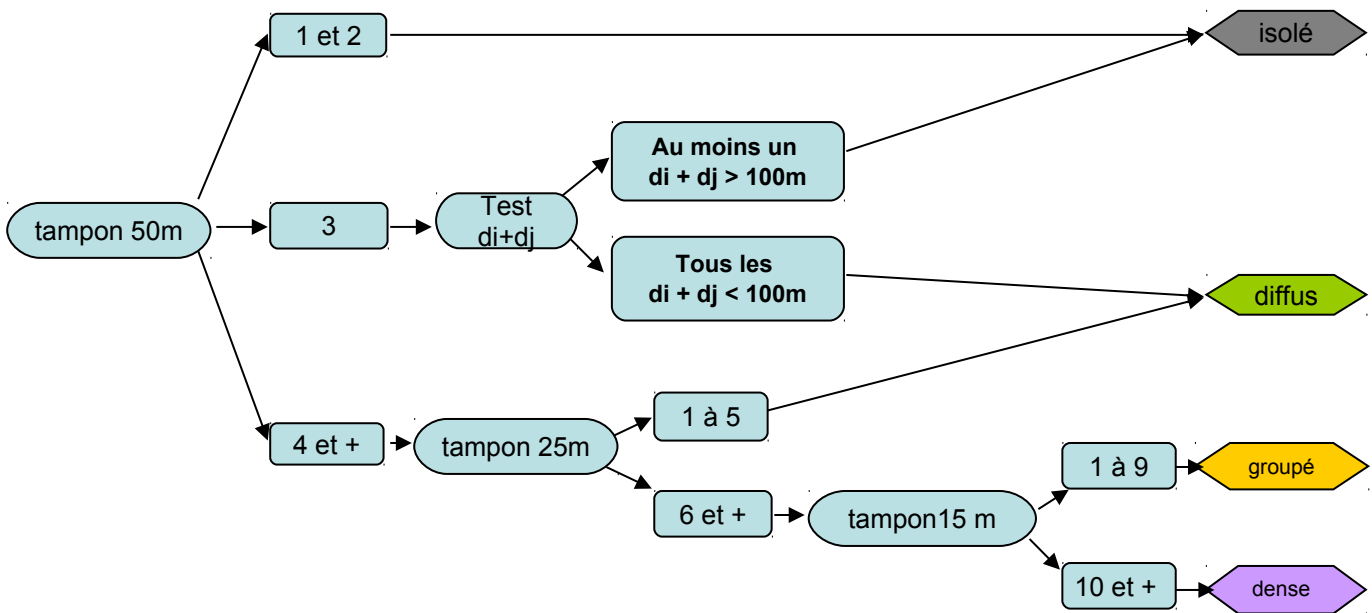 1 et 2
isolé
Au moins un
di + dj > 100m
tampon 50m
3
Test
di+dj
Tous les
di + dj < 100m
diffus
4 et +
tampon 25m
1 à 5
6 et +
tampon15 m
1 à 9
groupé
10 et +
dense